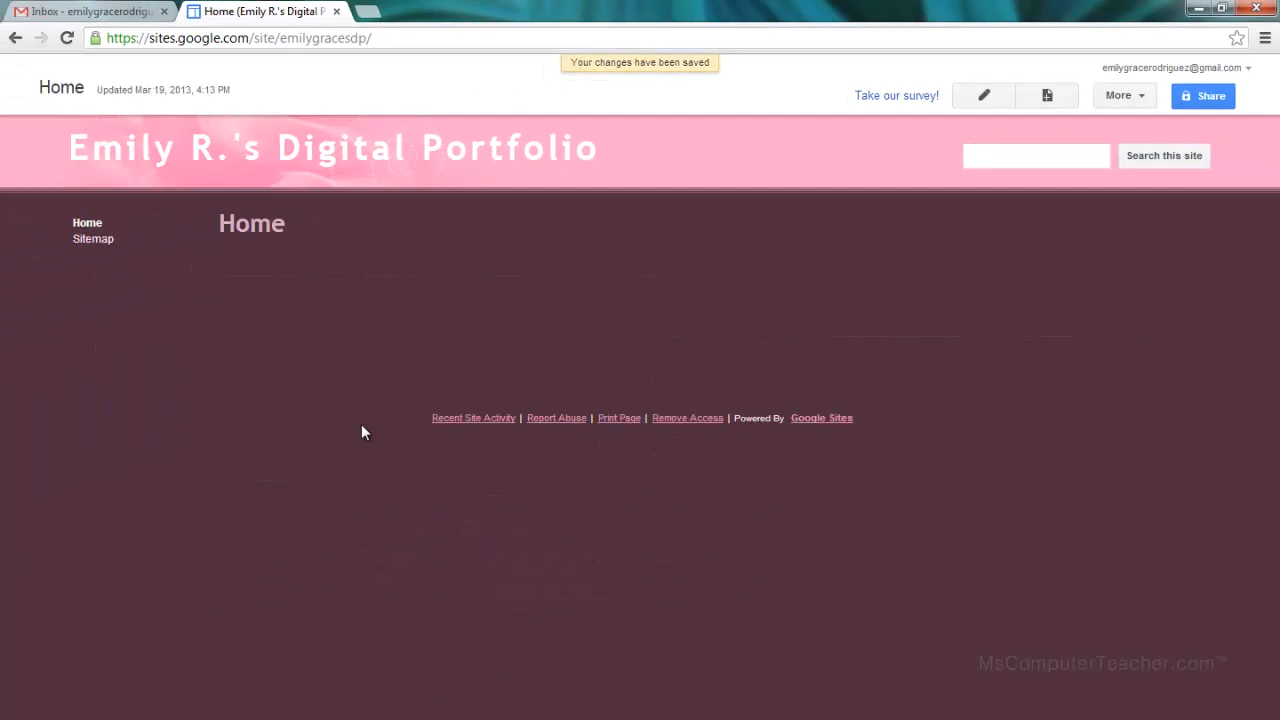 Inbox - emilygracerodrigu
Home (Emily R.'s Digital P
https://sites.google.com/site/emilygracesdp/
Your changes have been saved
emilygracerodriguez@gmail.com
Home Updated Mar 19, 2013, 4:13 PM
Take our survey!
More
Share
Emily R.'s Digital Portfolio
Search this site
Home
Sitemap
Home
Recent Site Activity | Report Abuse | Print Page | Remove Access | Powered By Google Sites
MsComputerTeacher.com™